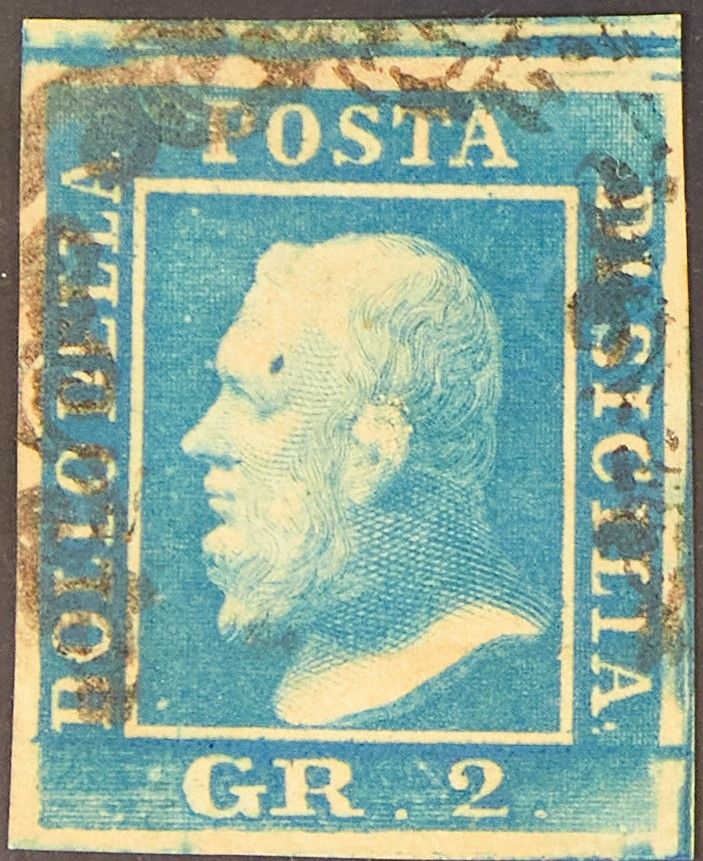 BOLLO DELLA
POSTA
DI SICILIA.
GR. 2.